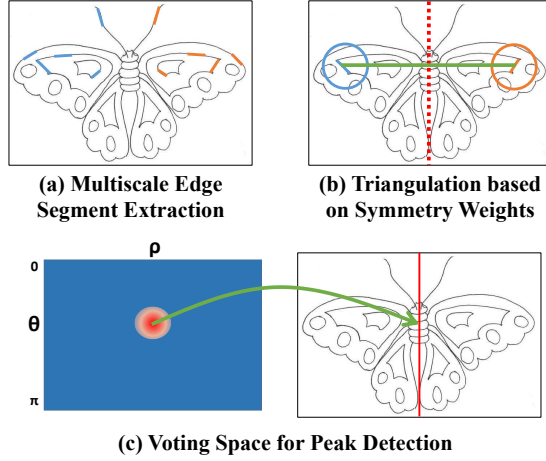 (a) Multiscale Edge
Segment Extraction
(b) Triangulation based
on Symmetry Weights
ρ
0
θ
π
(c) Voting Space for Peak Detection